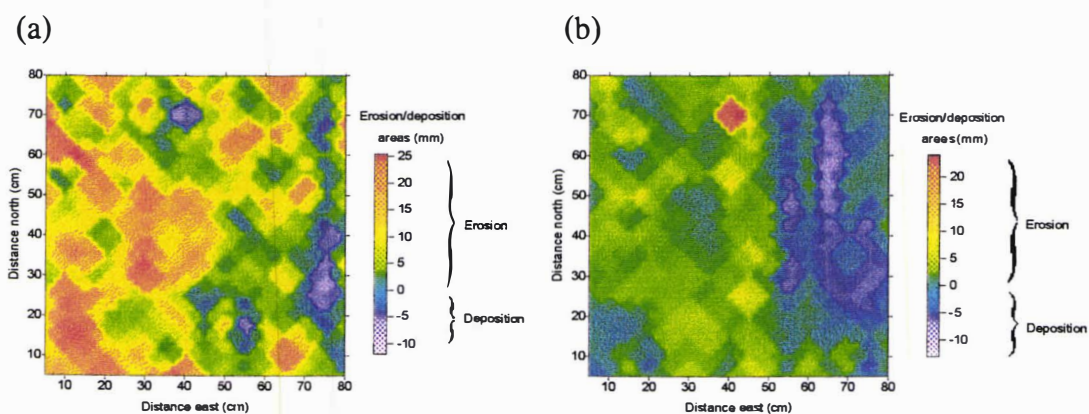 (a)
80
70
60
50
40
30
20
10
Distance north (cm)
10 20 30 40 50 60 70 80
Distance east (cm)
Erosion/deposition
areas (mm)
25
20
15
10
5
0
-5
-10
Erosion
Deposition
(b)
80
70
60
50
40
30
20
10
Distance north (cm)
10 20 30 40 50 60 70 80
Distance east (cm)
Erosion/deposition
areas (mm)
20
15
10
5
0
-5
-10
Erosion
Deposition